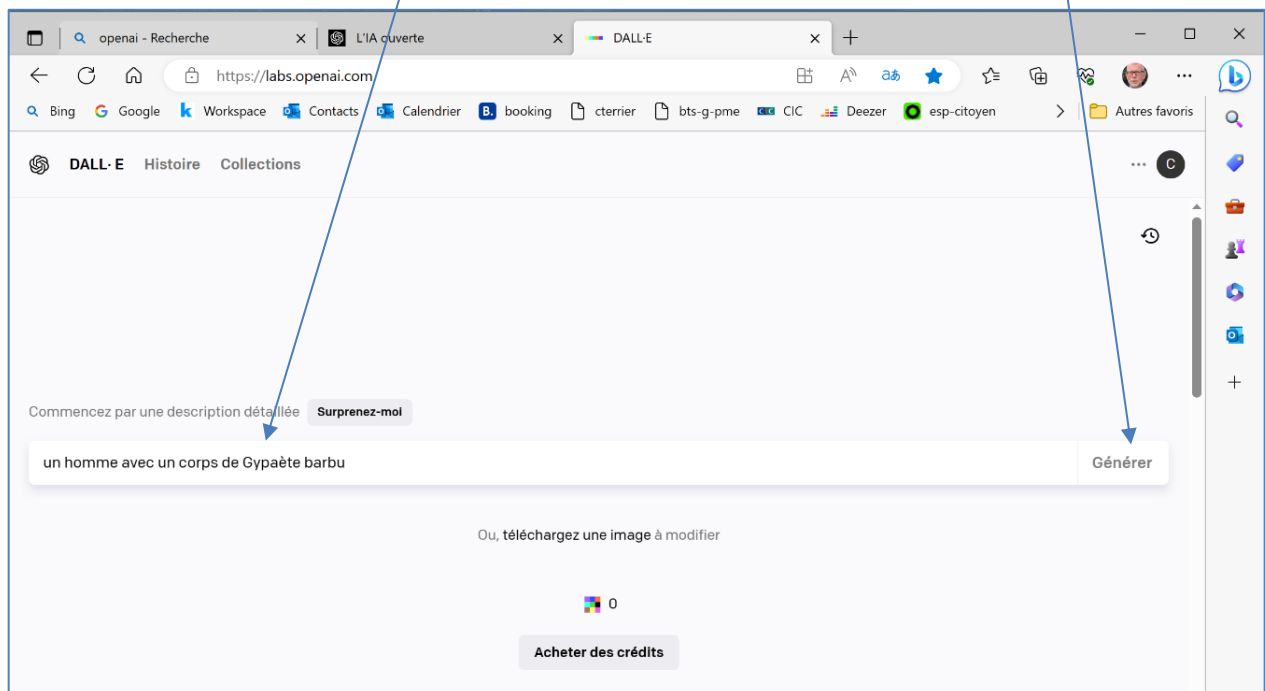 openai - Recherche
L'IA ouverte
DALL·E
https://labs.openai.com
aあ
Bing Google Workspace Contacts Calendrier B. booking cterrier bts-g-pme CIC Deezer esp-citoyen Autres favoris
DALL·E Histoire Collections
C
Commencez par une description détaillée Surprenez-moi
un homme avec un corps de Gypaète barbu Générer
Ou, téléchargez une image à modifier
0
Acheter des crédits